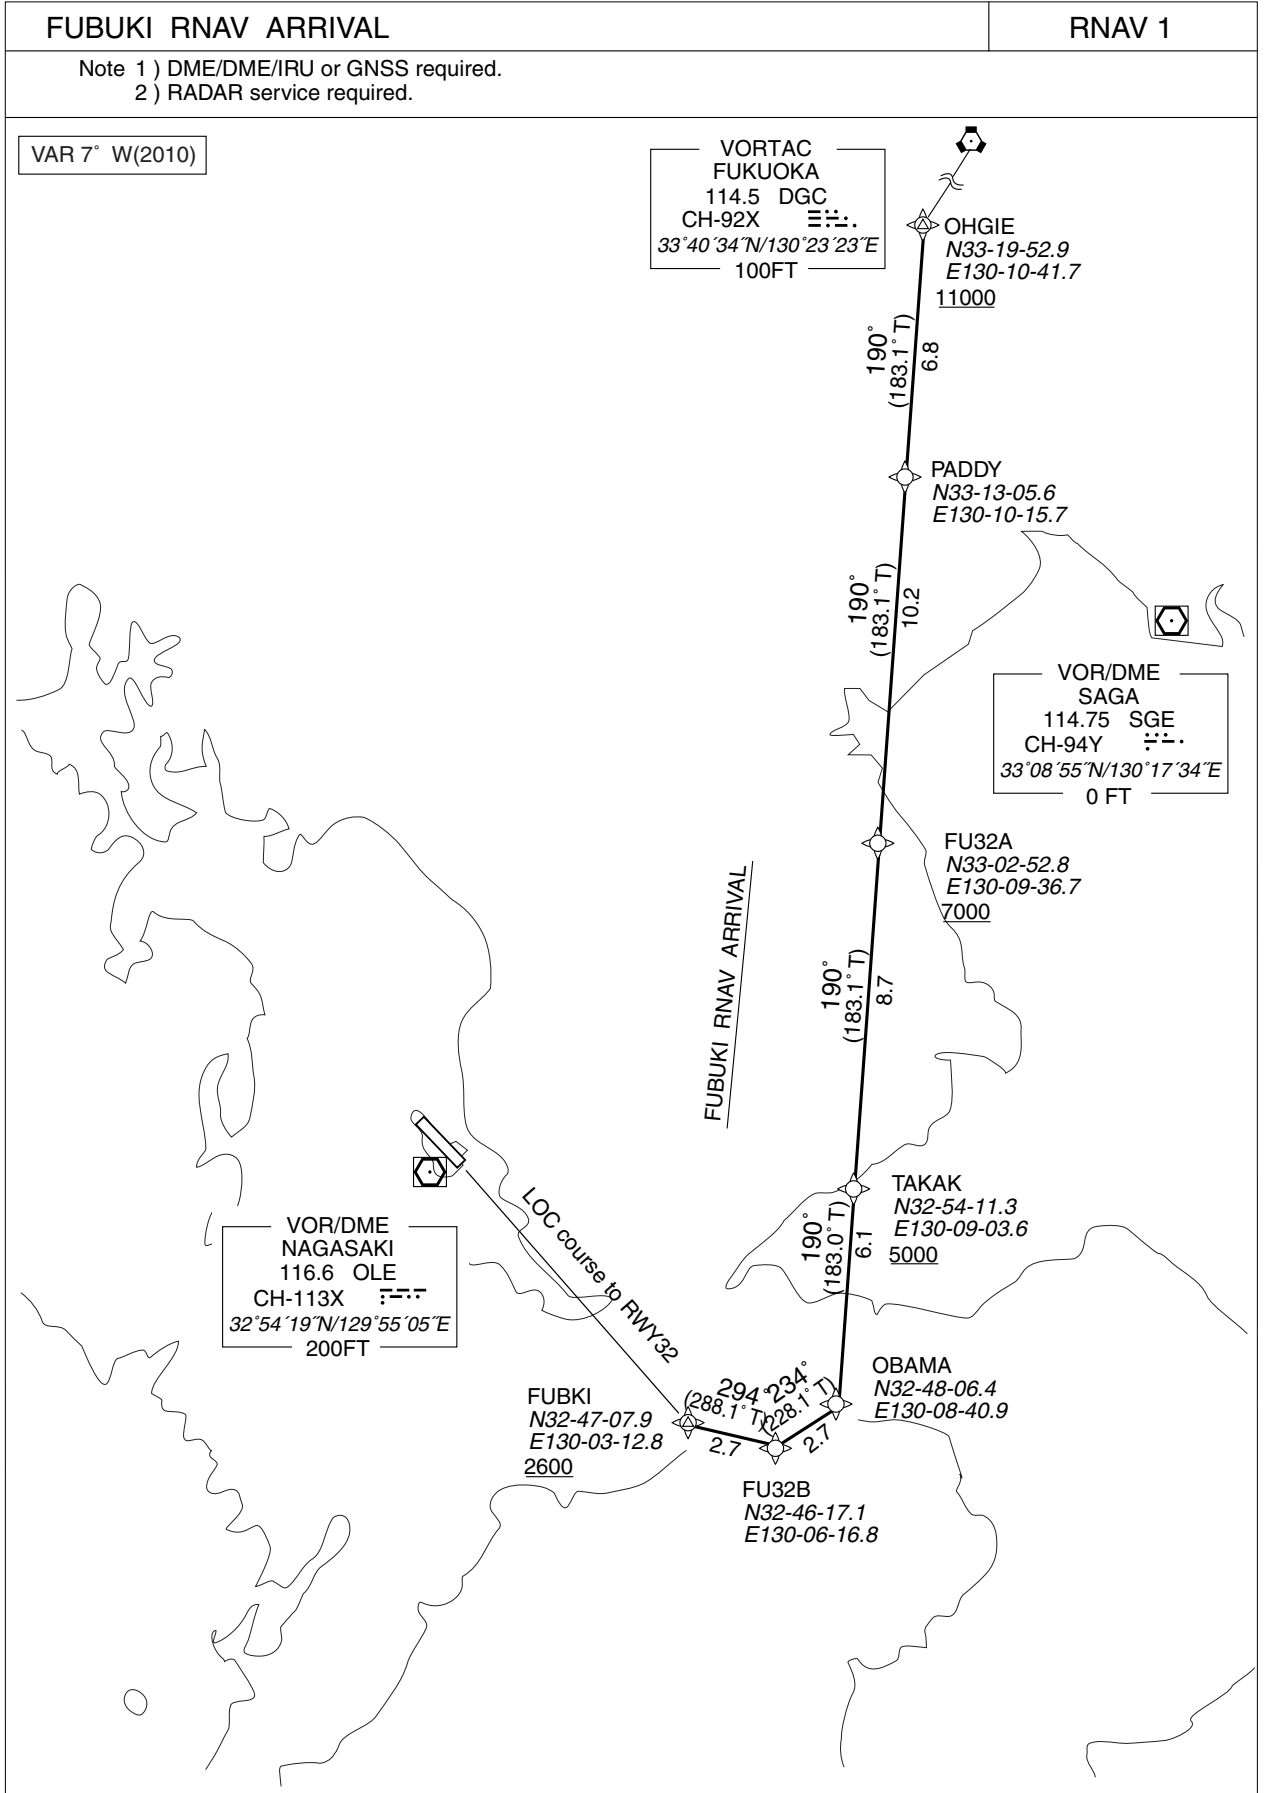 FUBUKI RNAV ARRIVAL
RNAV 1
Note 1 ) DME/DME/IRU or GNSS required.
2 ) RADAR service required.
VAR 7° W(2010)
VORTAC
FUKUOKA
114.5 DGC
CH-92X
33°40´34˝N/130°23´23˝E
100FT
OHGIE
N33-19-52.9
E130-10-41.7
11000
190°
(183.1° T)
6.8
PADDY
N33-13-05.6
E130-10-15.7
190°
(183.1° T)
10.2
VOR/DME
SAGA
114.75 SGE
CH-94Y
33°08´55˝N/130°17´34˝E
0 FT
FU32A
N33-02-52.8
E130-09-36.7
7000
FUBUKI RNAV ARRIVAL
190°
(183.1° T)
8.7
TAKAK
N32-54-11.3
E130-09-03.6
5000
190°
(183.0° T)
6.1
VOR/DME
NAGASAKI
116.6 OLE
CH-113X
32°54´19˝N/129°55´05˝E
200FT
LOC course to RWY32
OBAMA
N32-48-06.4
E130-08-40.9
234°
(228.1° T)
2.7
294°
(288.1° T)
2.7
FUBKI
N32-47-07.9
E130-03-12.8
2600
FU32B
N32-46-17.1
E130-06-16.8